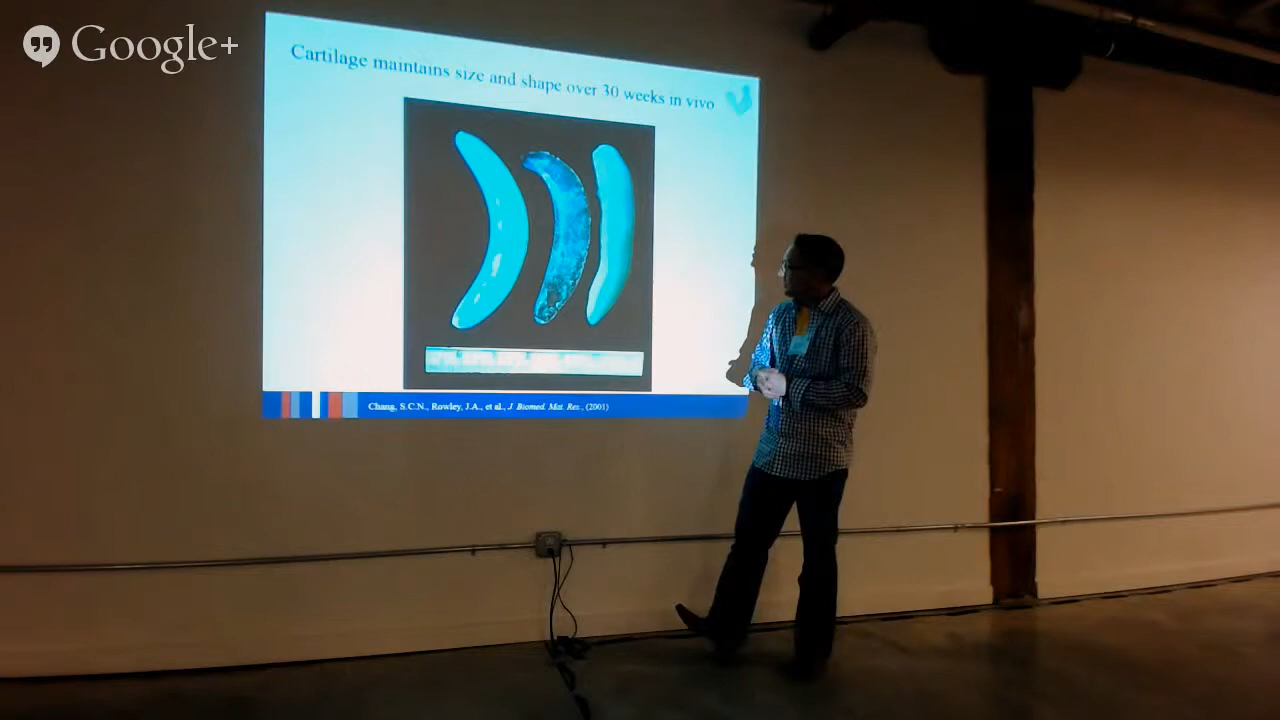 Google+
Cartilage maintains size and shape over 30 weeks in vivo
Chang, S.C.N., Rowley, J.A., et al., J. Biomed. Mat. Res., (2001)